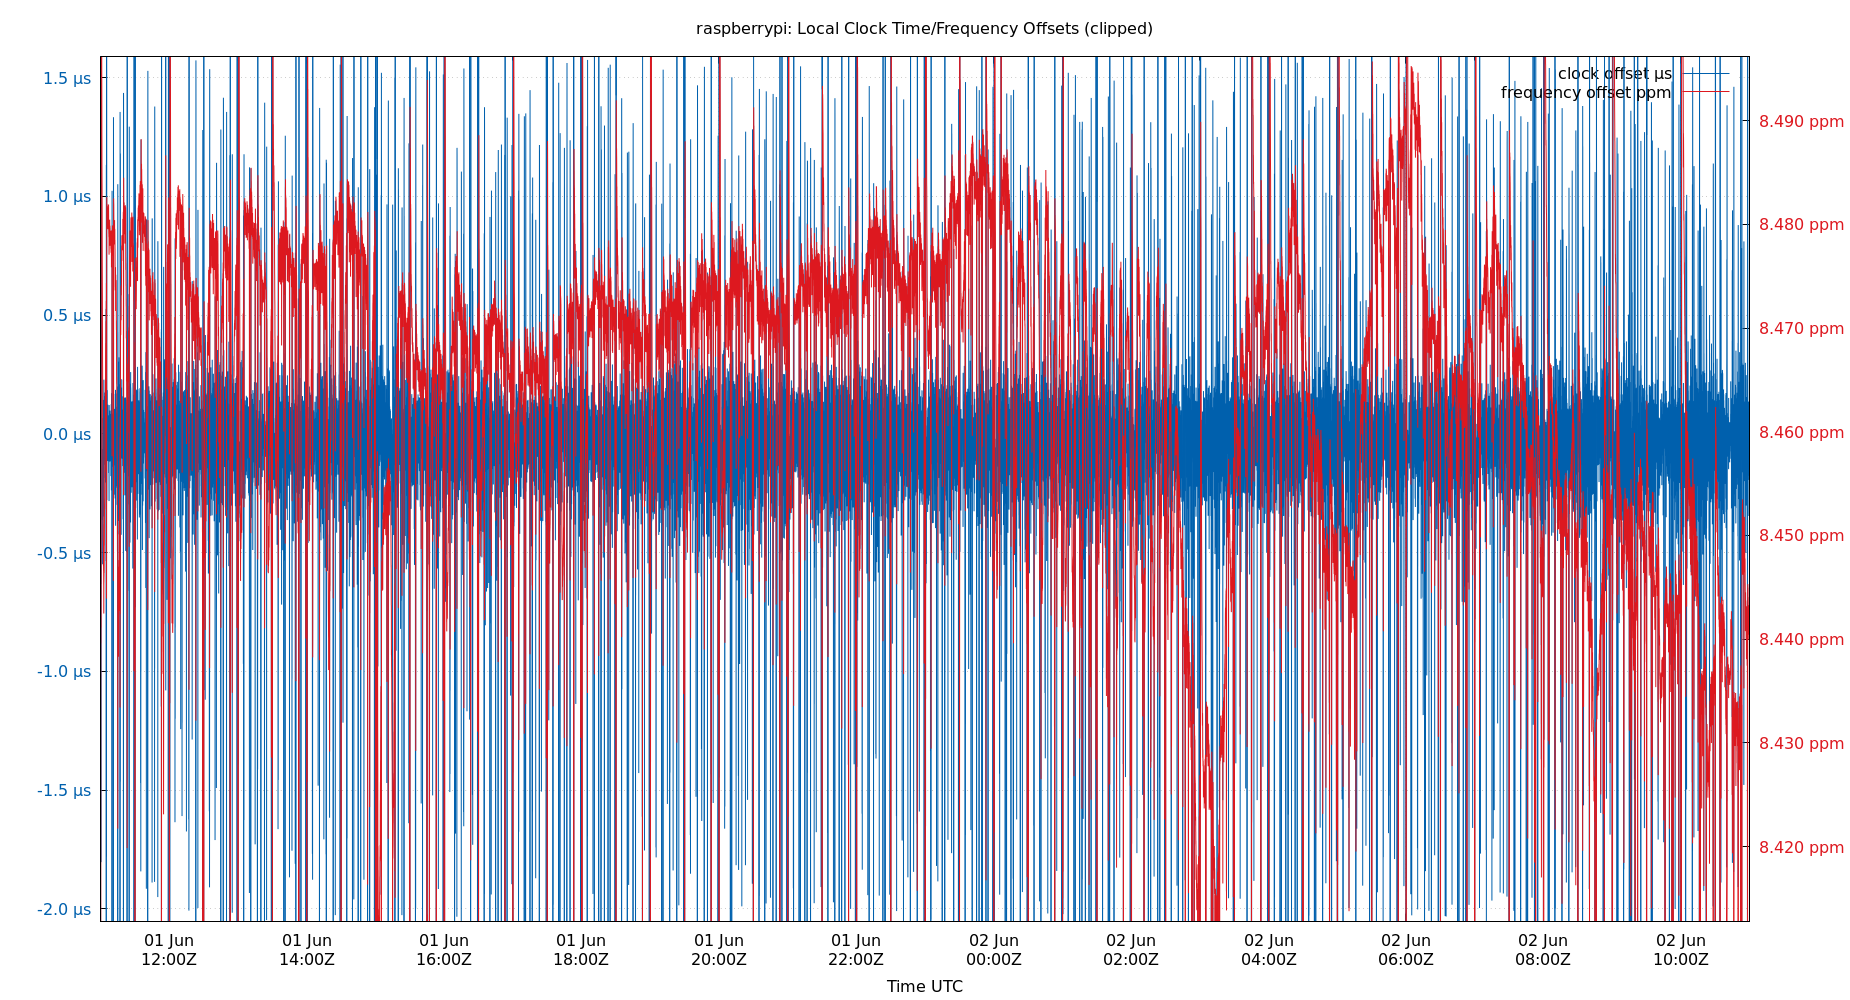 raspberrypi: Local Clock Time/Frequency Offsets (clipped)
clock offset µs
frequency offset ppm
1.5 µs
1.0 µs
0.5 µs
0.0 µs
-0.5 µs
-1.0 µs
-1.5 µs
-2.0 µs
8.490 ppm
8.480 ppm
8.470 ppm
8.460 ppm
8.450 ppm
8.440 ppm
8.430 ppm
8.420 ppm
01 Jun 01 Jun 01 Jun 01 Jun 01 Jun 01 Jun 02 Jun 02 Jun 02 Jun 02 Jun 02 Jun 02 Jun
12:00Z 14:00Z 16:00Z 18:00Z 20:00Z 22:00Z 00:00Z 02:00Z 04:00Z 06:00Z 08:00Z 10:00Z
Time UTC